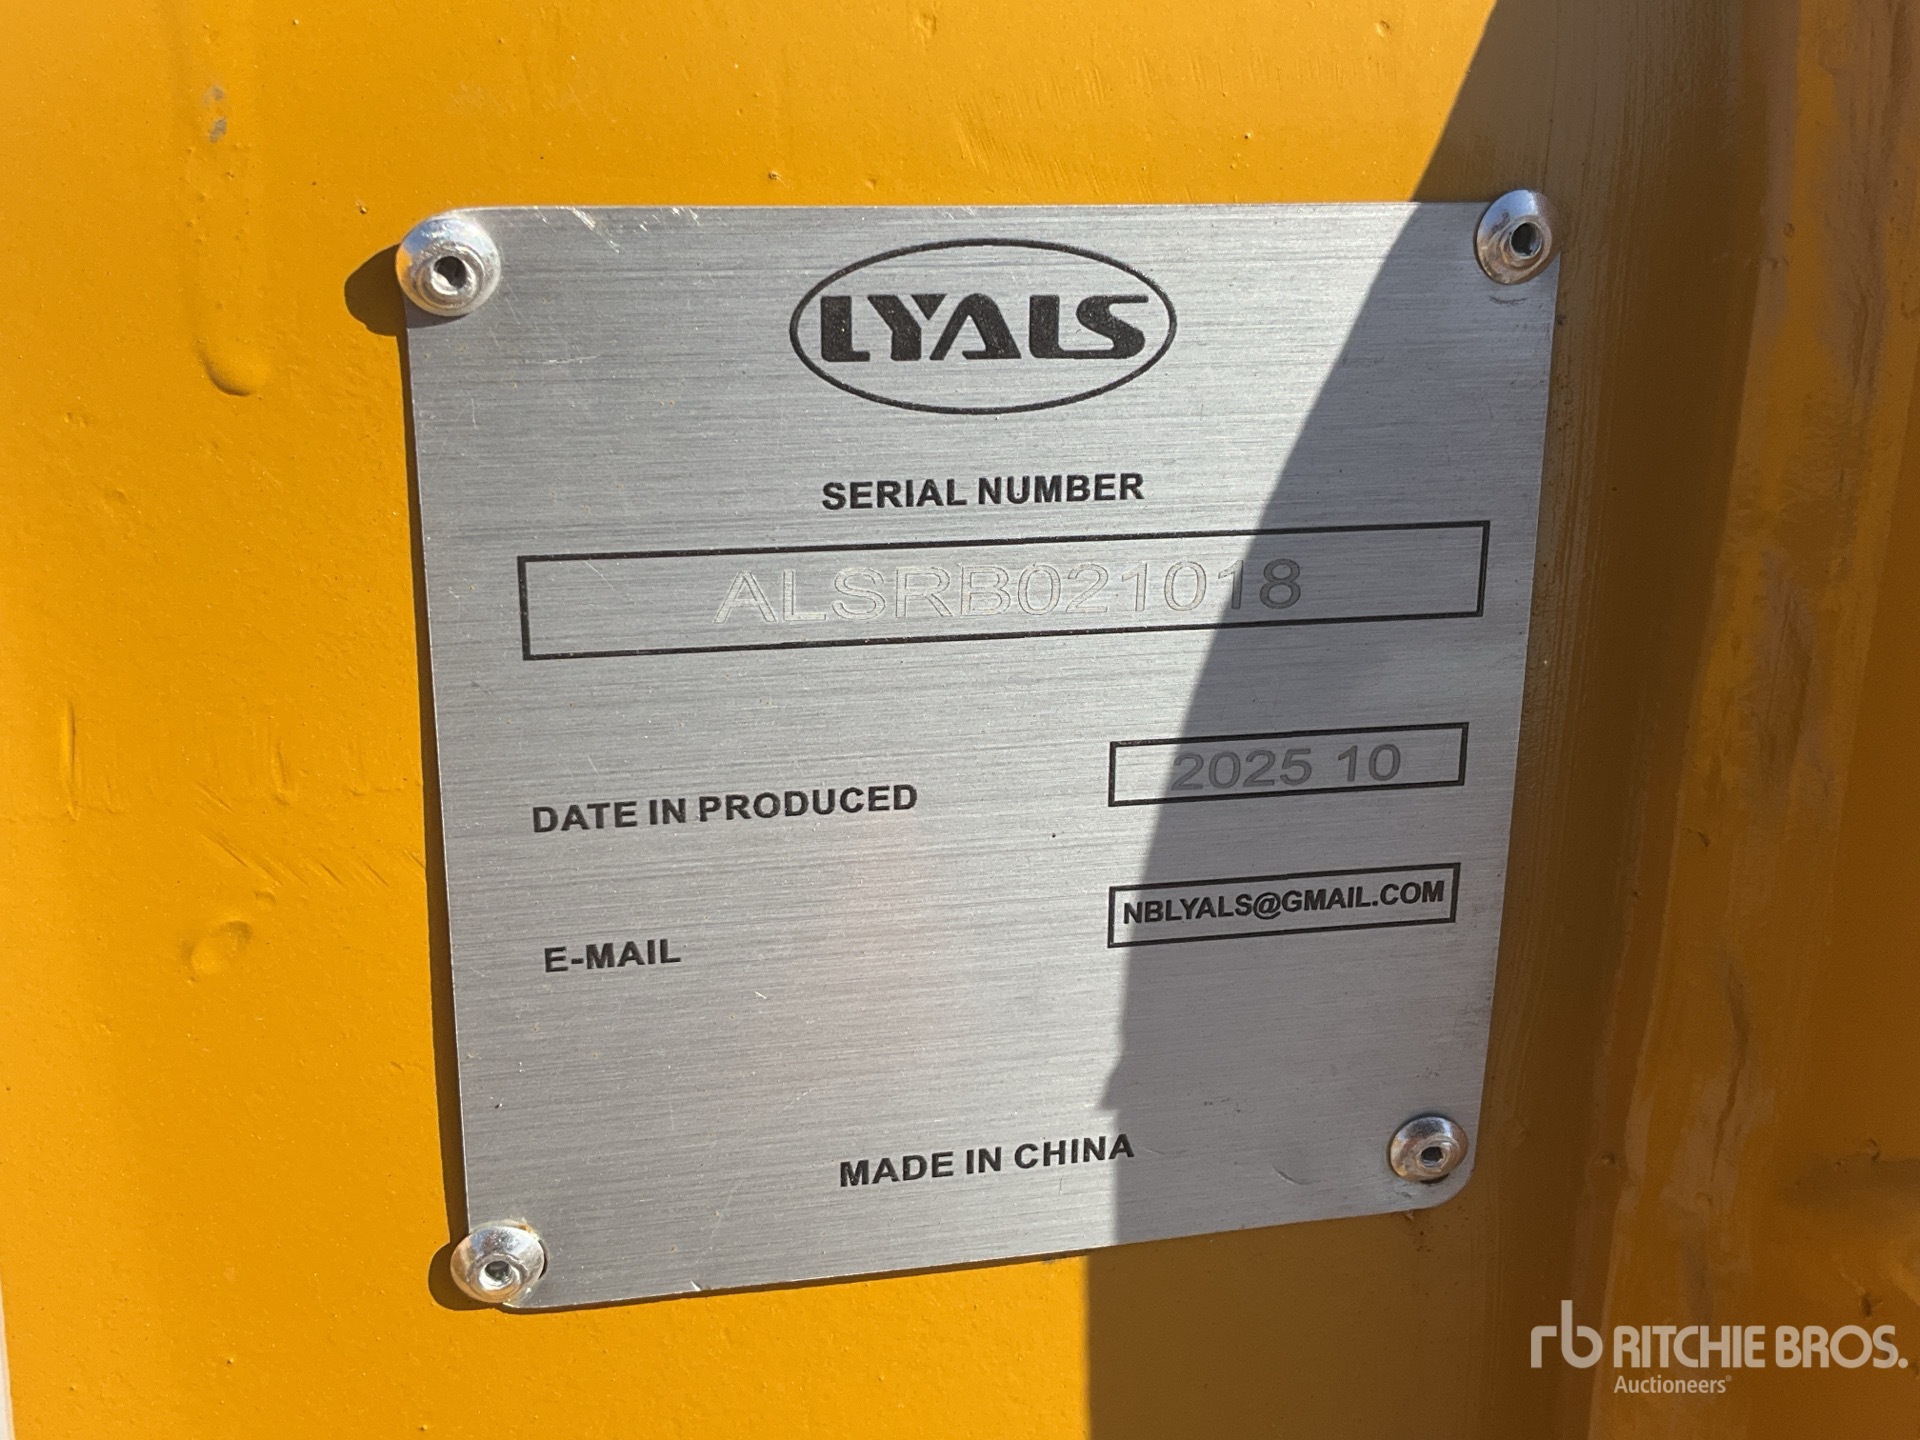 LYALS
SERIAL NUMBER
ALSRB021018
DATE IN PRODUCED
2025 10
E-MAIL
NBLYALS@GMAIL.COM
MADE IN CHINA
rb RITCHIE BROS.
Auctioneers